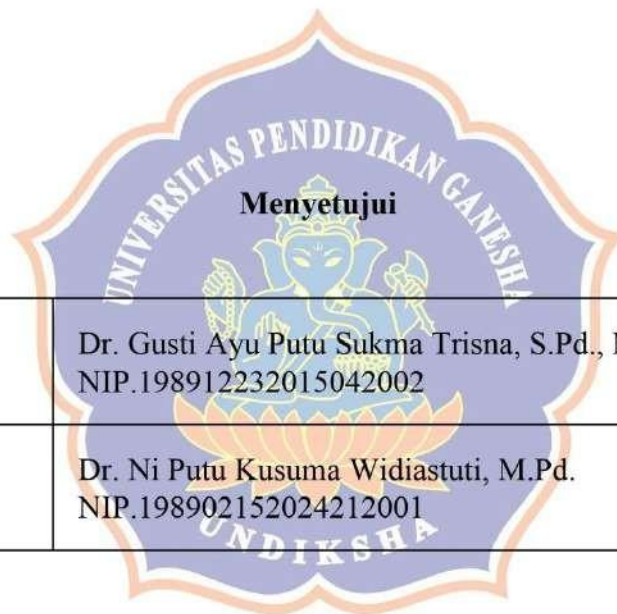 UNIVERSITAS PENDIDIKAN GANESHA
Menyetujui
Dr. Gusti Ayu Putu Sukma Trisna, S.Pd.,
NIP.198912232015042002
Dr. Ni Putu Kusuma Widiastuti, M.Pd.
NIP.198902152024212001
UNDIKSHA